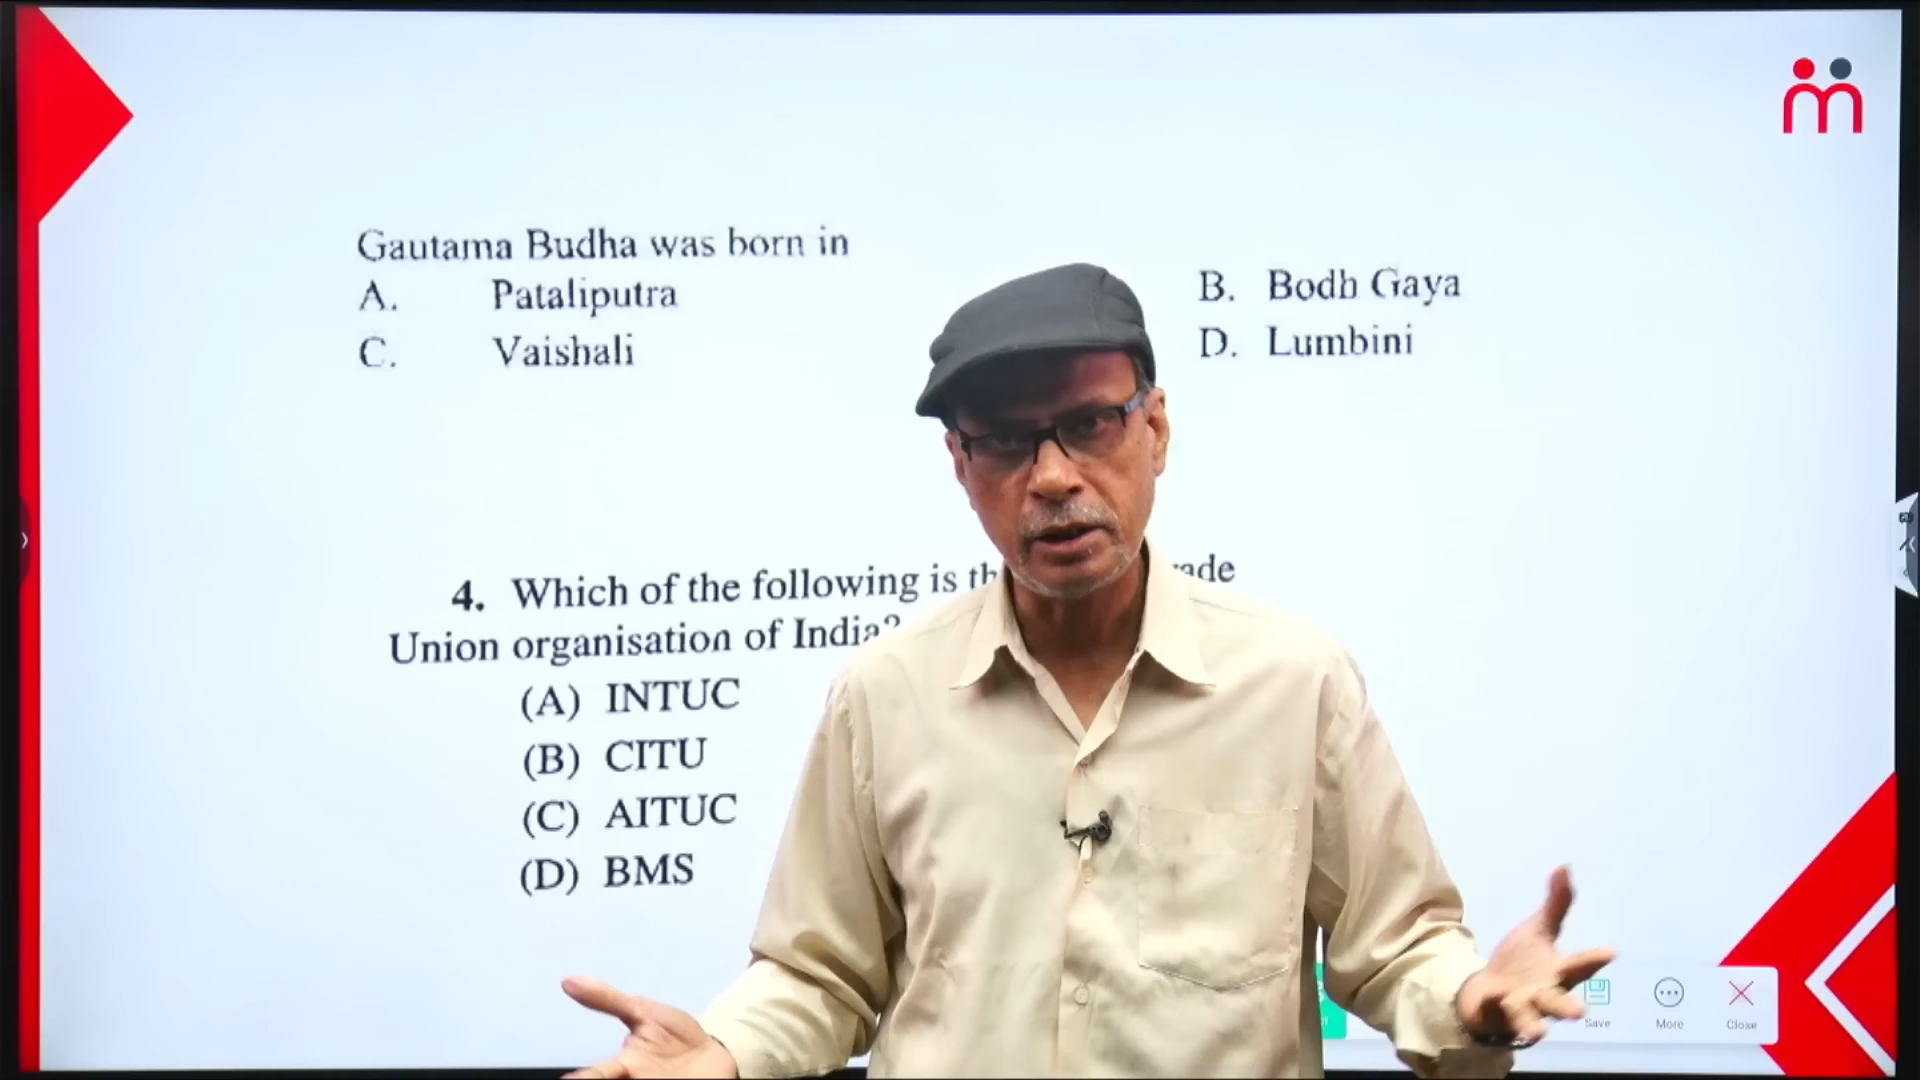 Gautama Budha was born in
A. Pataliputra B. Bodh Gaya
C. Vaishali D. Lumbini
4. Which of the following is
Union organisation of India?
(A) INTUC
(B) CITU
(C) AITUC
(D) BMS
Save More Close